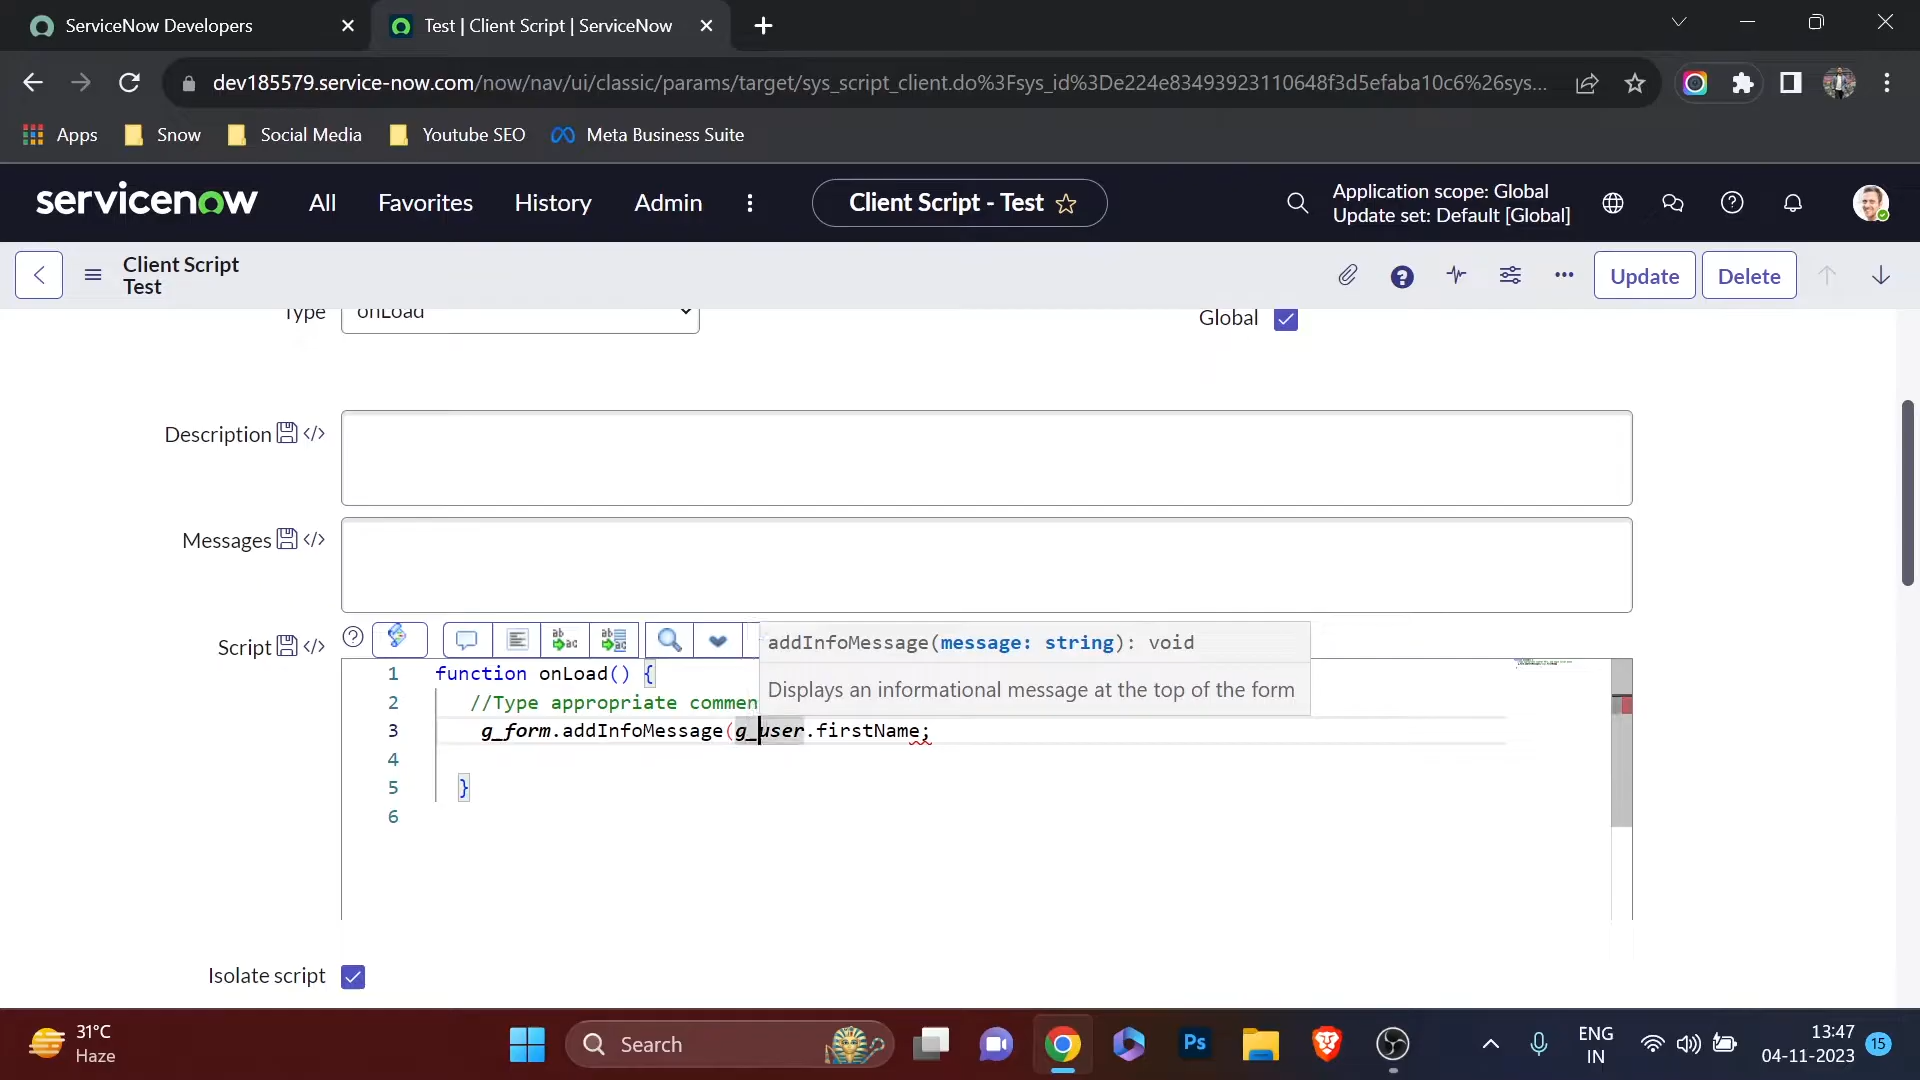 ServiceNow Developers
Test | Client Script | ServiceNow
dev185579.service-now.com/now/nav/ui/classic/params/target/sys_script_client.do%3Fsys_id%3De224e83493923110648f3d5efaba10c6%26sys...
Apps
Snow
Social Media
Youtube SEO
Meta Business Suite
servicenow
All
Favorites
History
Admin
Client Script - Test
Application scope: Global
Update set: Default [Global]
Client Script
Test
Update
Delete
Type
onLoad
Global
Description
Messages
Script
addInfoMessage(message: string): void
Displays an informational message at the top of the form
1 function onLoad() {
2 //Type appropriate commen
3 g_form.addInfoMessage(g_user.firstName;
4
5 }
6
Isolate script
31°C
Haze
Search
Ps
ENG
IN
13:47
04-11-2023
15